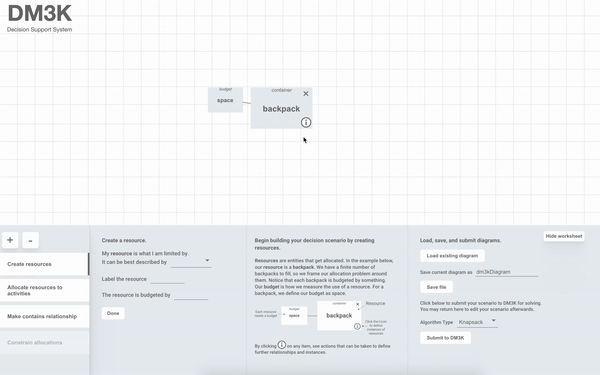 DM3K
Decision Support System
budget
space
container
backpack
+
-
Create resources
Allocate resources to
activities
Make contains relationship
Constrain allocations
Create a resource.
My resource is what I am limited by.
It can be best described by
Label the resource
The resource is budgeted by
Done
Begin building your decision scenario by creating
resources.
Resources are entities that get allocated. In the example below,
our resource is a backpack. We have a finite number of
backpacks to fill, so we frame our allocation problem around
them. Notice that each backpack is budgeted by something.
Our budget is how we measure the use of a resource. For a
backpack, we define our budget as space.
Each resource
needs a budget
budget
space
container
backpack
Resource
Click the icon
to define
instances of
resources.
By clicking i on any item, see actions that can be taken to define
further relationships and instances.
Hide worksheet
Load, save, and submit diagrams.
Load existing diagram
Save current diagram as dm3kDiagram
Save file
Click below to submit your scenario to DM3K for solving.
You may return here to edit your scenario afterwards.
Algorithm Type Knapsack
Submit to DM3K